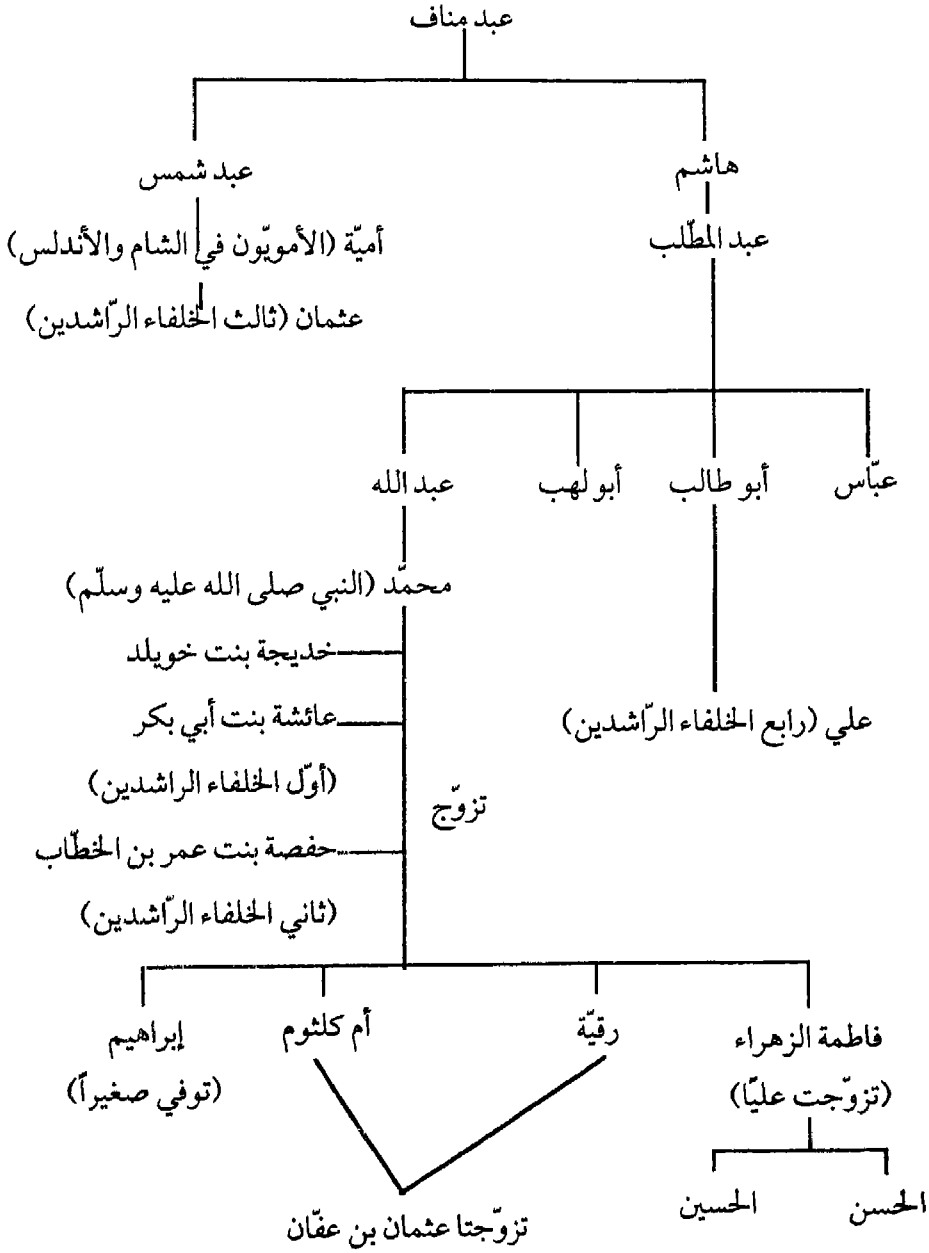 عبد مناف
هاشم
عبد شمس
عبد المطّلب
أميّة (الأمويّون في الشام والأندلس)
عثمان (ثالث الخلفاء الرّاشدين)
عبّاس
أبو طالب
أبو لهب
عبد الله
محمّد (النبي صلى الله عليه وسلّم)
خديجة بنت خويلد
عائشة بنت أبي بكر
علي (رابع الخلفاء الرّاشدين)
(أوّل الخلفاء الراشدين)
تزوّج
حفصة بنت عمر بن الخطّاب
(ثاني الخلفاء الرّاشدين)
فاطمة الزهراء
رقيّة
أم كلثوم
إبراهيم
(تزوّجت عليّا)
(توفي صغيراً)
الحسن
الحسين
تزوّجتا عثمان بن عفّان